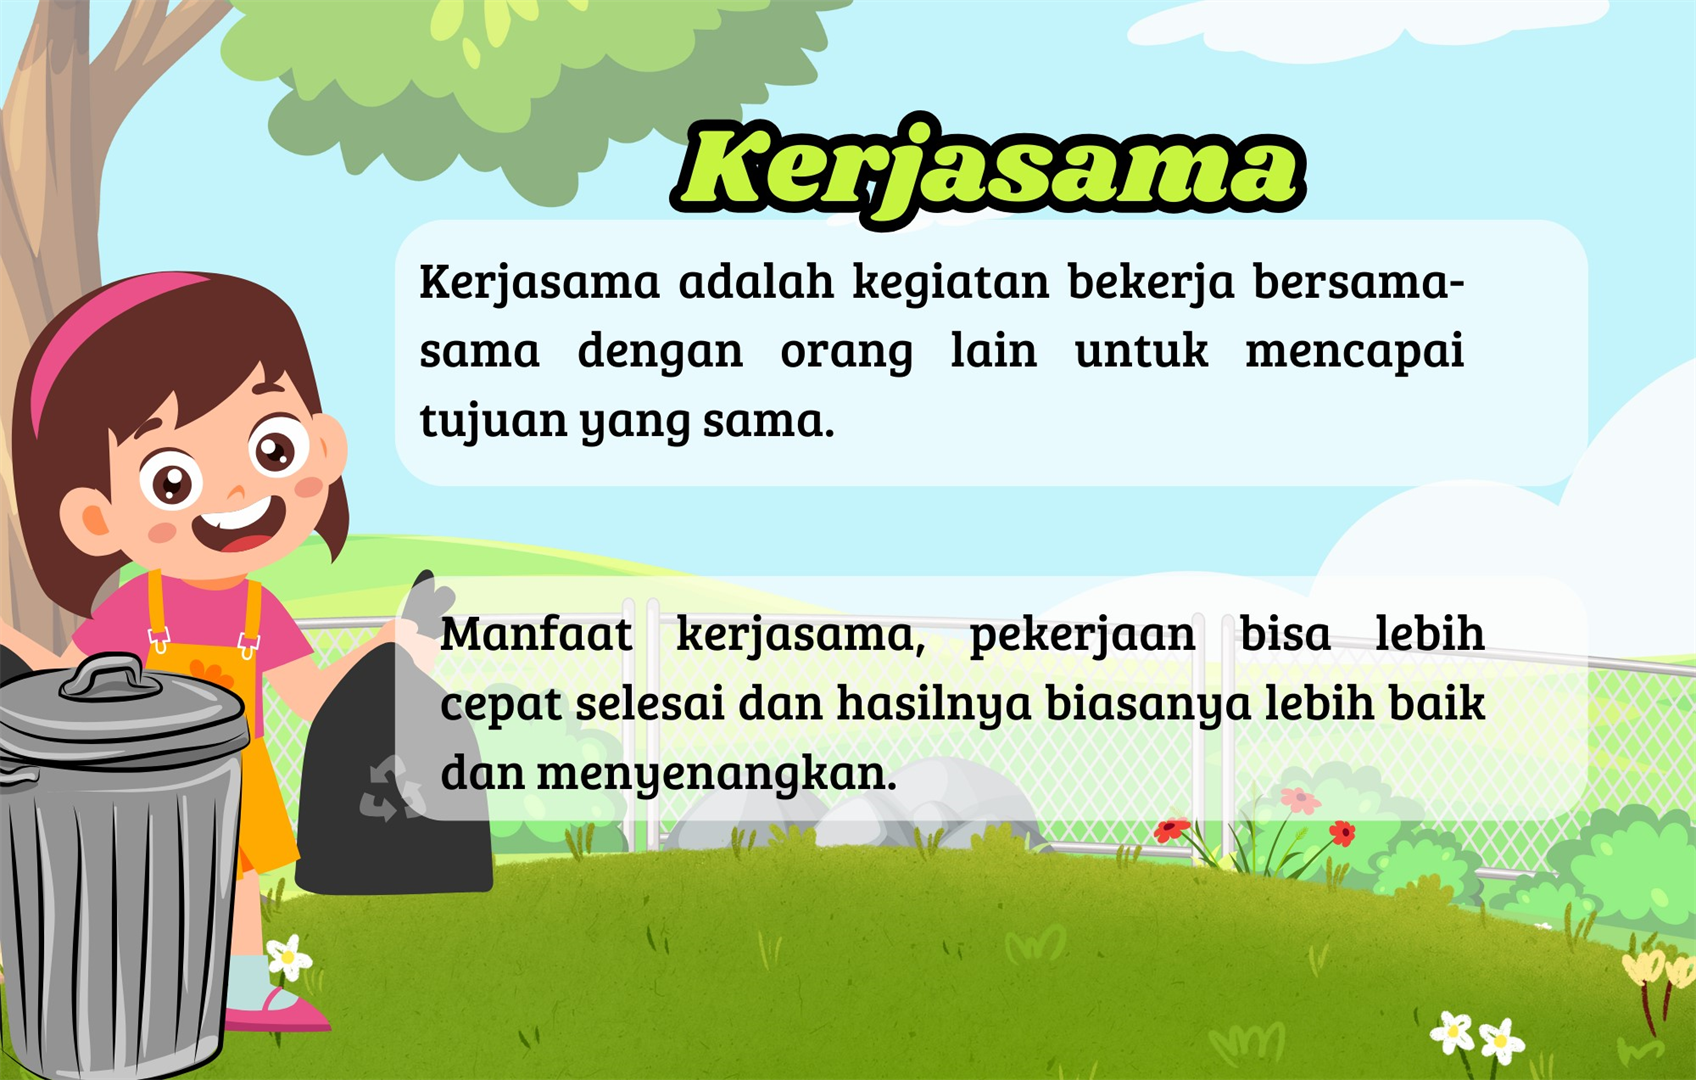 Kerjasama
Kerjasama adalah kegiatan bekerja bersama-
sama dengan orang lain untuk mencapai
tujuan yang sama.
Manfaat kerjasama, pekerjaan bisa lebih
cepat selesai dan hasilnya biasanya lebih baik
dan menyenangkan.